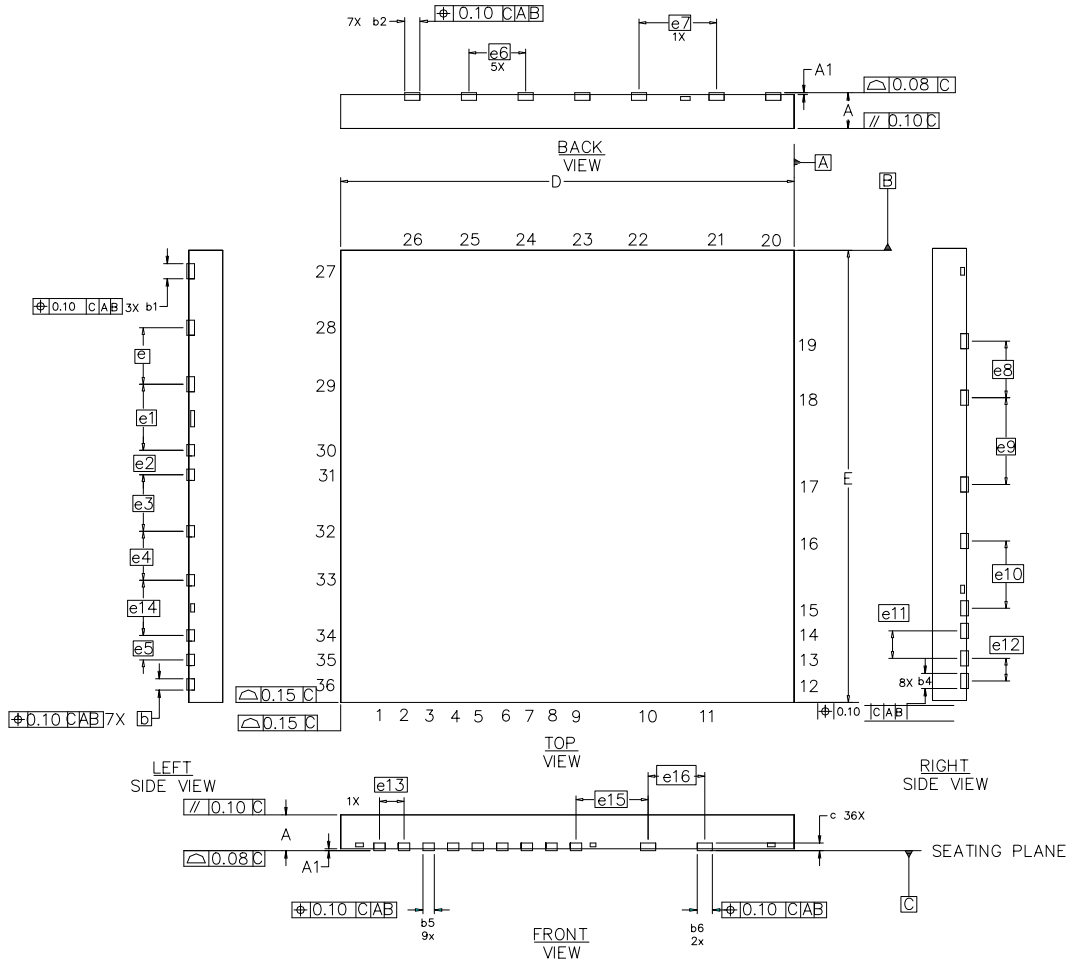 7X b2
⌖ 0.10 C A B
e7
1X
e6
5X
A1
⌓ 0.08 C
A
// 0.10 C
BACK
VIEW
A
D
B
26 25 24 23 22 21 20
27
28
29
30
31
32
33
34
35
36
⌖ 0.10 C A B 3X b1
e
e1
e2
e3
e4
e14
e5
⌖ 0.10 C A B 7X b
19
18
17
16
15
14
13
12
E
e8
e9
e10
e11
e12
8X b4
⌖ 0.10 C A B
⌓ 0.15 C
⌓ 0.15 C
1 2 3 4 5 6 7 8 9 10 11
TOP
VIEW
LEFT
SIDE VIEW
RIGHT
SIDE VIEW
// 0.10 C
A
⌓ 0.08 C
A1
1X
e13
e15
e16
c 36X
SEATING PLANE
C
⌖ 0.10 C A B
b5
9x
⌖ 0.10 C A B
b6
2x
FRONT
VIEW